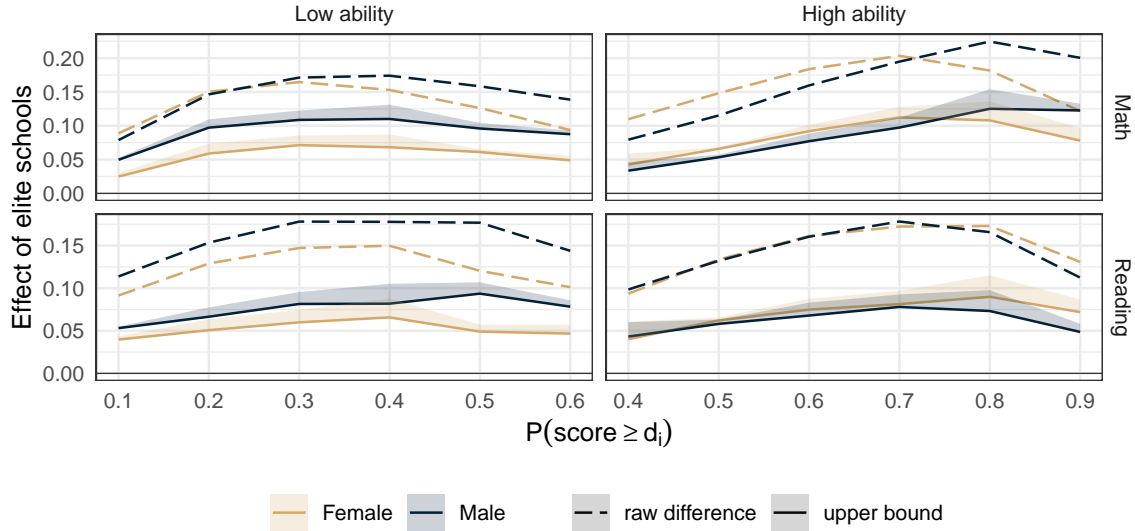 Low ability
High ability
Effect of elite schools
0.20
0.15
0.10
0.05
0.00
Math
0.15
0.10
0.05
0.00
Reading
0.1 0.2 0.3 0.4 0.5 0.6
0.4 0.5 0.6 0.7 0.8 0.9
P(score ≥ dᵢ)
Female Male raw difference upper bound